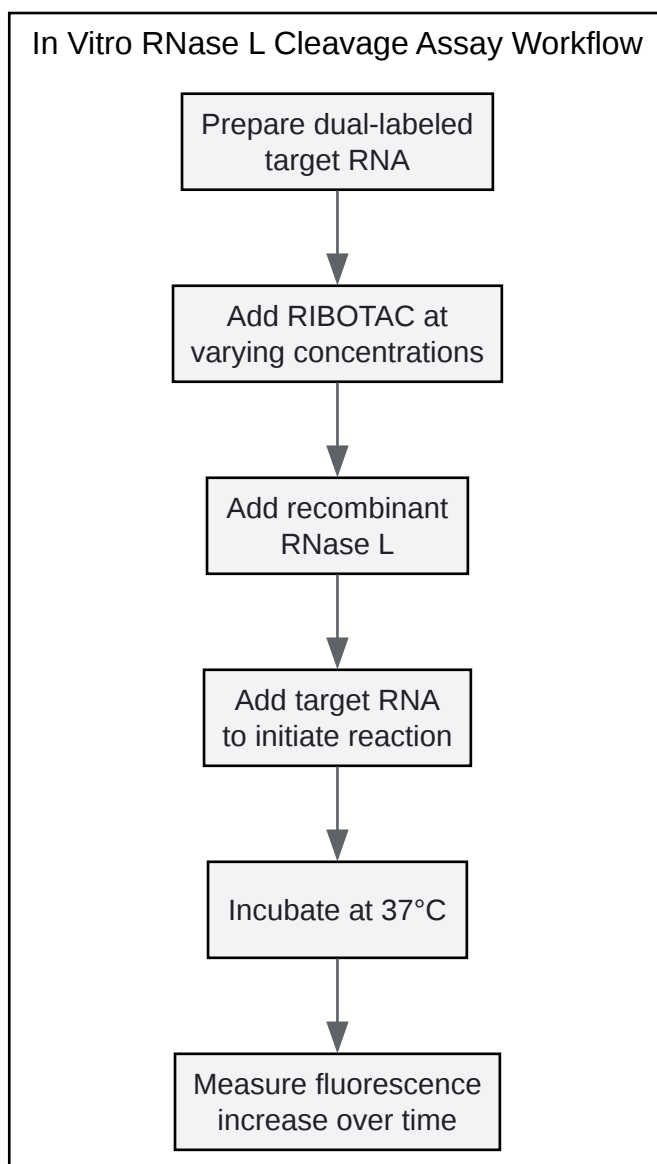 In Vitro RNase L Cleavage Assay Workflow
Prepare dual-labeled
target RNA
Add RIBOTAC at
varying concentrations
Add recombinant
RNase L
Add target RNA
to initiate reaction
Incubate at 37°C
Measure fluorescence
increase over time